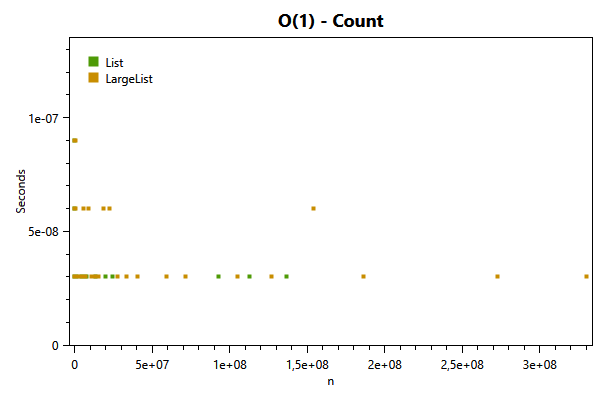 O(1) - Count
List
LargeList
1e-07
Seconds
5e-08
0
0 5e+07 1e+08 1,5e+08 2e+08 2,5e+08 3e+08
n